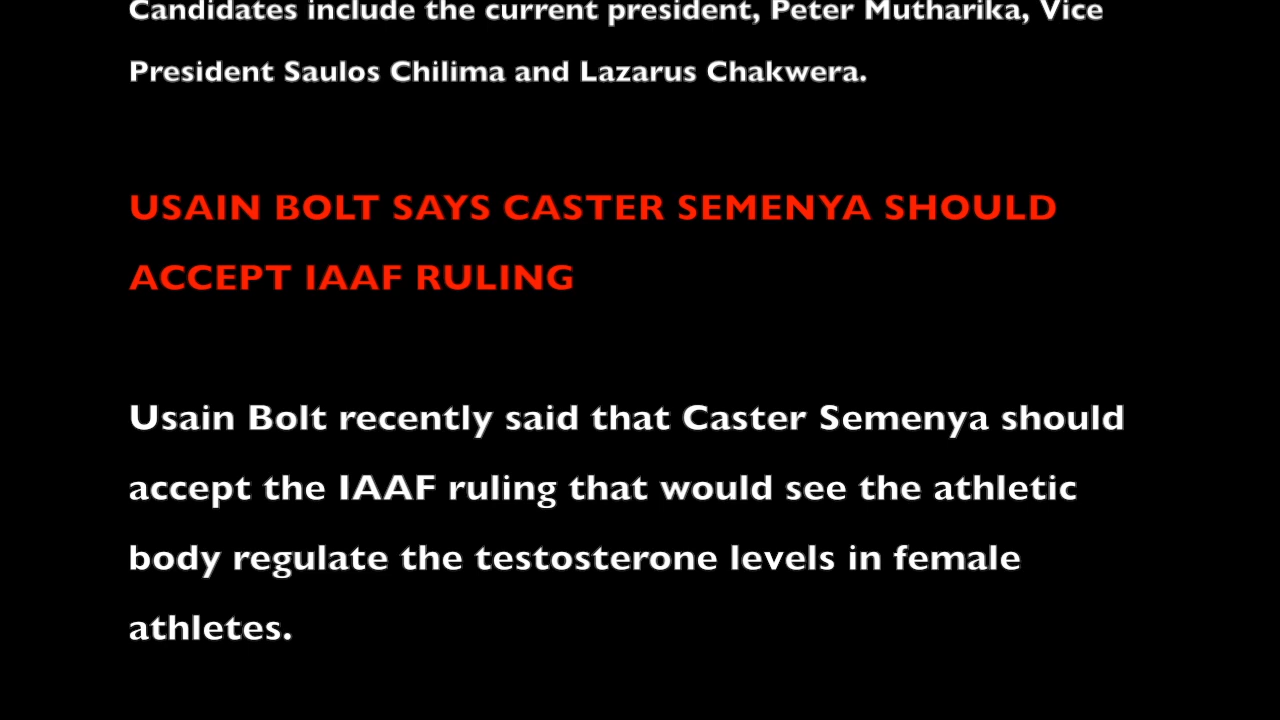 Candidates include the current president, Peter Mutharika, Vice
President Saulos Chilima and Lazarus Chakwera.
USAIN BOLT SAYS CASTER SEMENYA SHOULD
ACCEPT IAAF RULING
Usain Bolt recently said that Caster Semenya should
accept the IAAF ruling that would see the athletic
body regulate the testosterone levels in female
athletes.